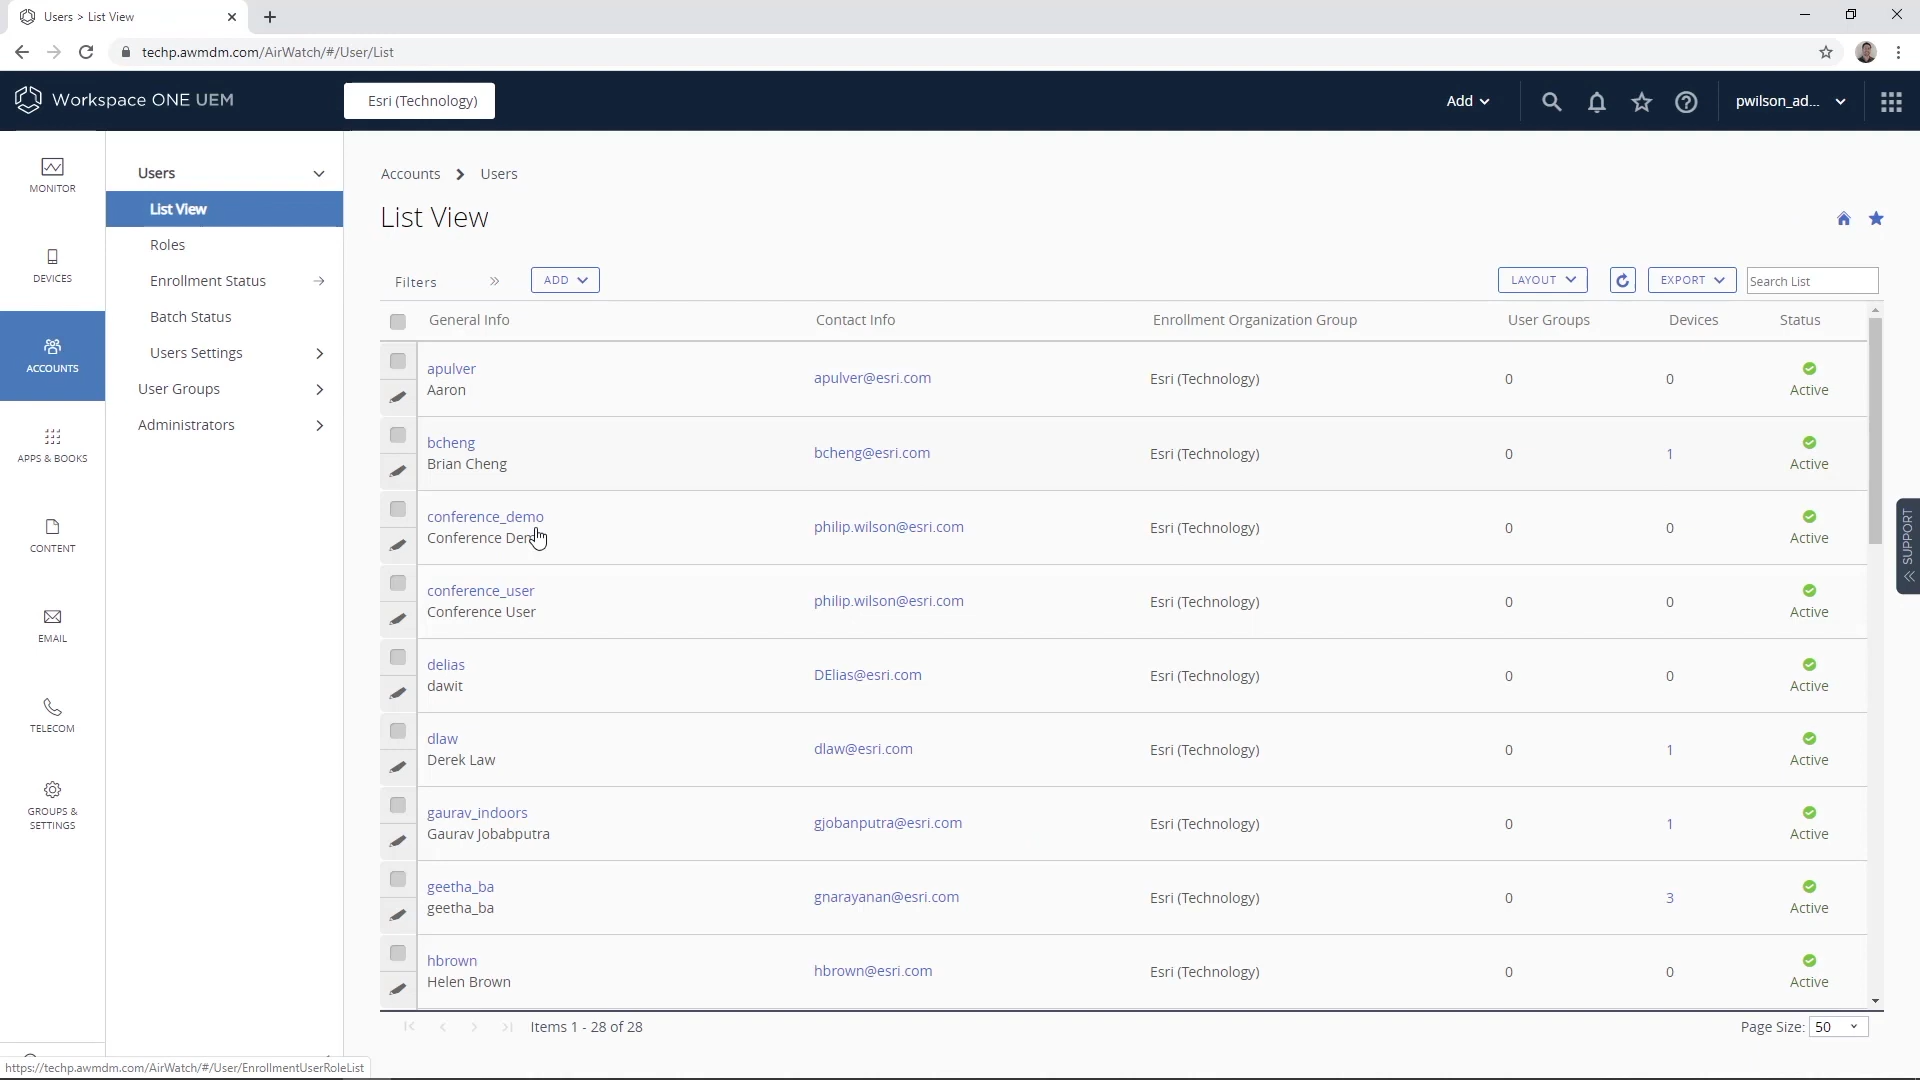 Users > List View
techp.awmdm.com/AirWatch/#/User/List
Workspace ONE UEM
Esri (Technology)
Add
pwilson_ad...
MONITOR
DEVICES
ACCOUNTS
APPS & BOOKS
CONTENT
EMAIL
TELECOM
GROUPS &
SETTINGS
Users
List View
Roles
Enrollment Status
Batch Status
Users Settings
User Groups
Administrators
Accounts > Users
List View
Filters
ADD
LAYOUT
EXPORT
Search List
General Info Contact Info Enrollment Organization Group User Groups Devices Status
apulver
Aaron
apulver@esri.com Esri (Technology) 0 0 Active
bcheng
Brian Cheng
bcheng@esri.com Esri (Technology) 0 1 Active
conference_demo
Conference Dem
philip.wilson@esri.com Esri (Technology) 0 0 Active
conference_user
Conference User
philip.wilson@esri.com Esri (Technology) 0 0 Active
delias
dawit
DElias@esri.com Esri (Technology) 0 0 Active
dlaw
Derek Law
dlaw@esri.com Esri (Technology) 0 1 Active
gaurav_indoors
Gaurav Jobabputra
gjobanputra@esri.com Esri (Technology) 0 1 Active
geetha_ba
geetha_ba
gnarayanan@esri.com Esri (Technology) 0 3 Active
hbrown
Helen Brown
hbrown@esri.com Esri (Technology) 0 0 Active
Items 1 - 28 of 28
Page Size: 50
SUPPORT
https://techp.awmdm.com/AirWatch/#/User/EnrollmentUserRoleList